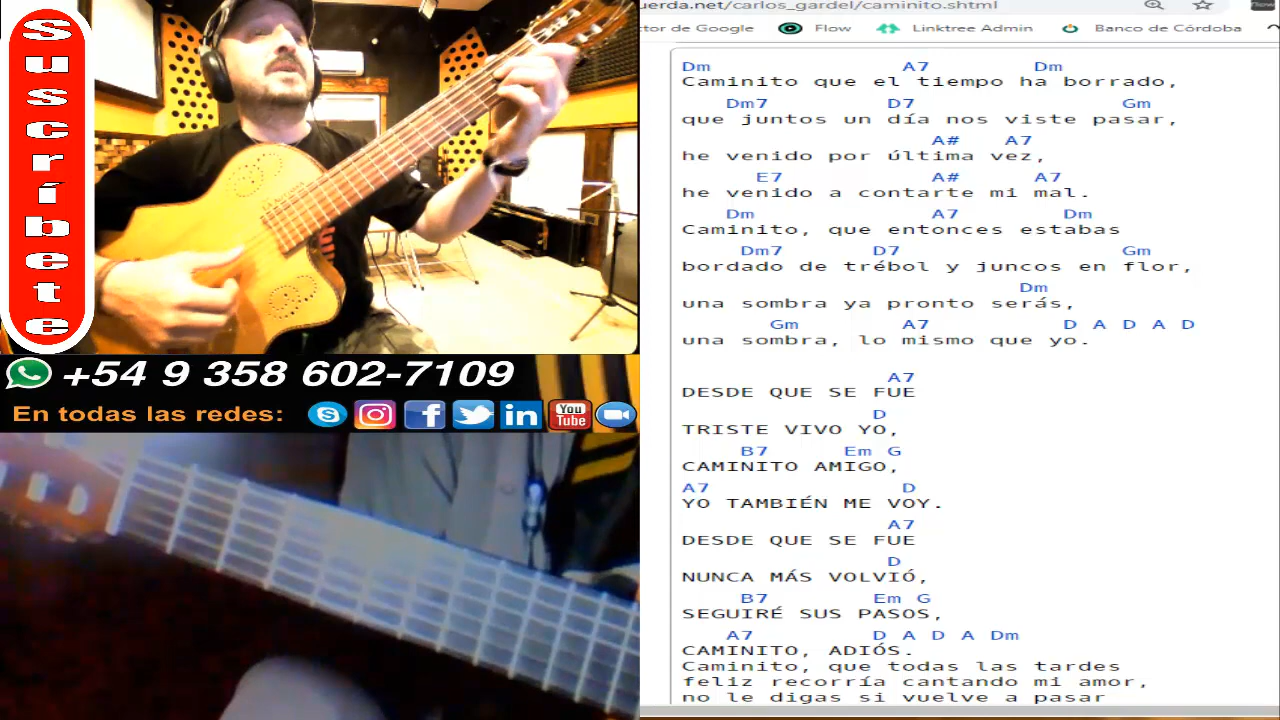 Suscríbete
+54 9 358 602-7109
En todas las redes:
You
Tube
uerda.net/carlos_gardel/caminito.shtml
tor de Google Flow Linktree Admin Banco de Córdoba
Dm A7 Dm
Caminito que el tiempo ha borrado,
Dm7 D7 Gm
que juntos un día nos viste pasar,
A# A7
he venido por última vez,
E7 A# A7
he venido a contarte mi mal.
Dm A7 Dm
Caminito, que entonces estabas
Dm7 D7 Gm
bordado de trébol y juncos en flor,
Dm
una sombra ya pronto serás,
Gm A7 D A D A D
una sombra, lo mismo que yo.
A7
DESDE QUE SE FUE
D
TRISTE VIVO YO,
B7 Em G
CAMINITO AMIGO,
A7 D
YO TAMBIÉN ME VOY.
A7
DESDE QUE SE FUE
D
NUNCA MÁS VOLVIÓ,
B7 Em G
SEGUIRÉ SUS PASOS,
A7 D A D A Dm
CAMINITO, ADIÓS.
Caminito, que todas las tardes
feliz recorría cantando mi amor,
no le digas si vuelve a pasar